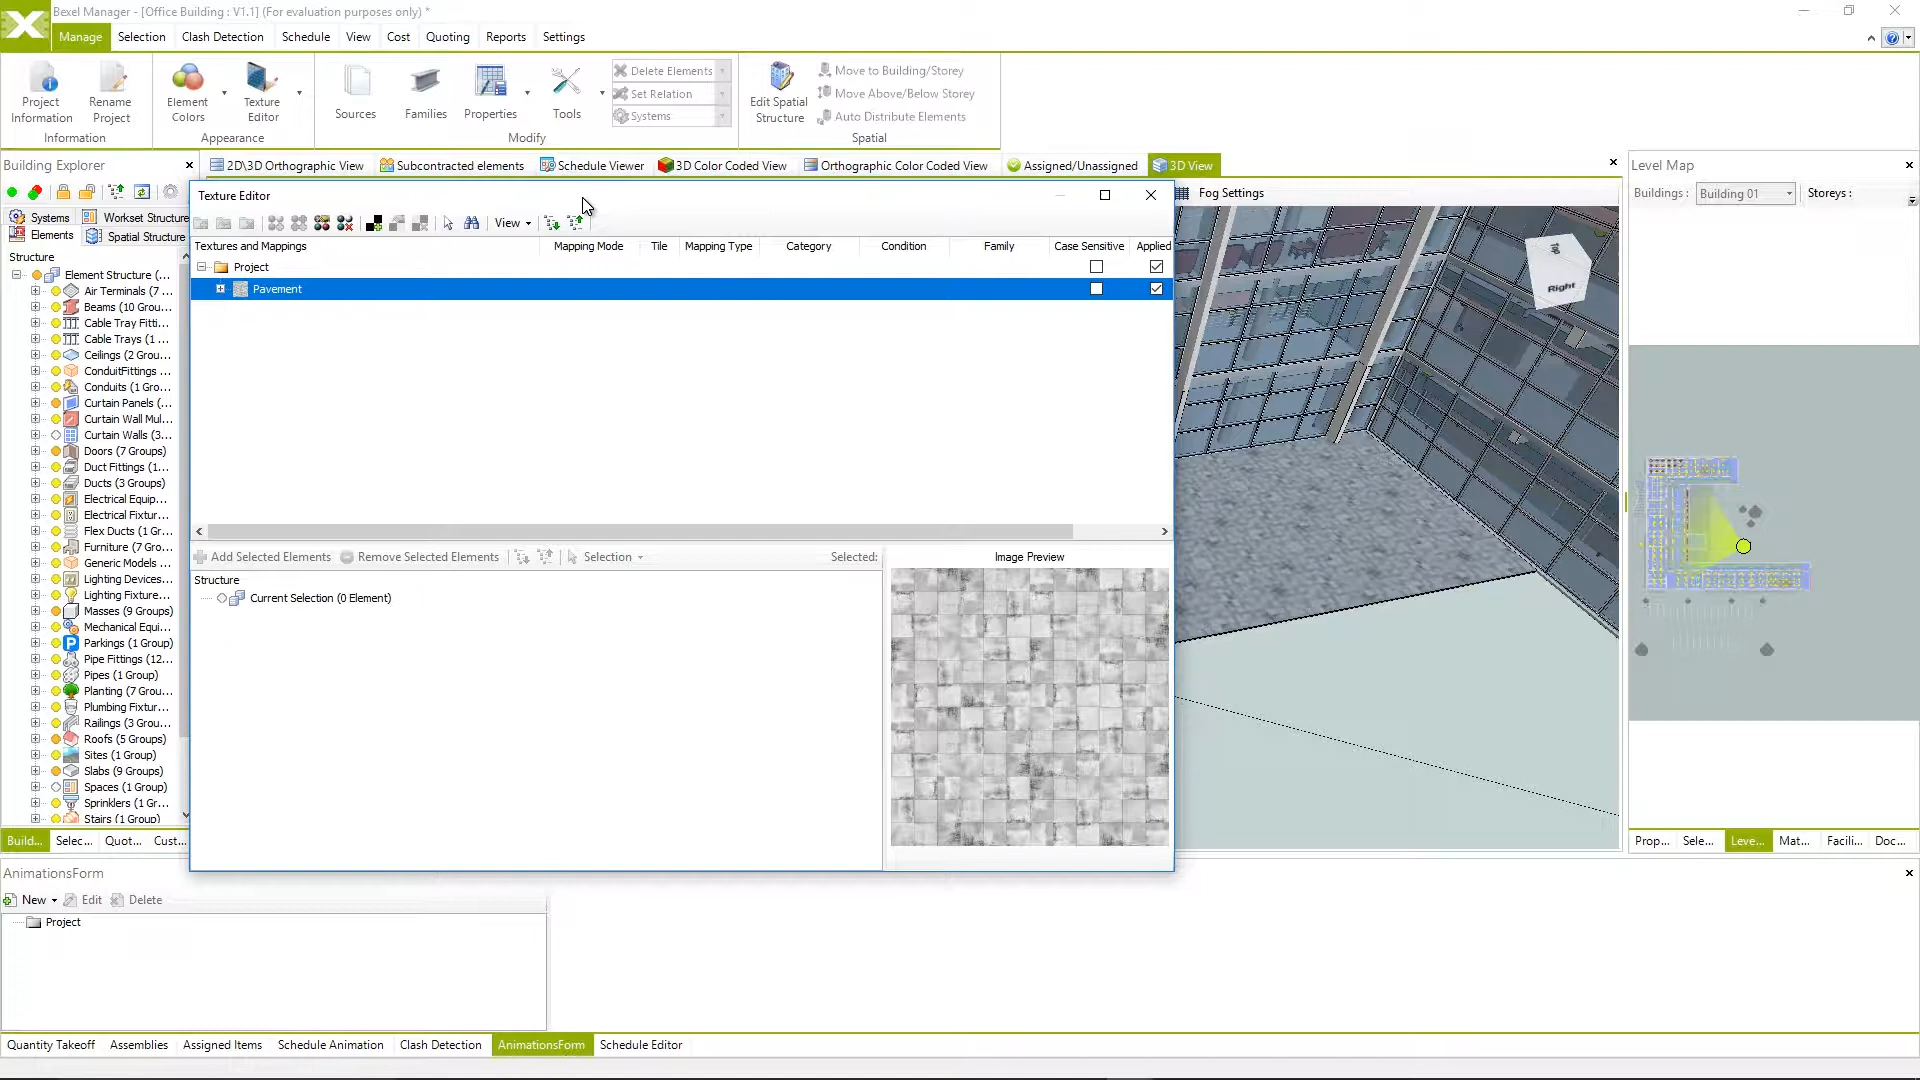 Bexel Manager - [Office Building : V1.1] (For evaluation purposes only) *
Manage Selection Clash Detection Schedule View Cost Quoting Reports Settings
Project Information
Rename Project
Information
Element Colors
Texture Editor
Appearance
Sources
Families
Properties
Tools
Delete Elements
Set Relation
Systems
Modify
Edit Spatial Structure
Move to Building/Storey
Move Above/Below Storey
Auto Distribute Elements
Spatial
Building Explorer
2D\3D Orthographic View Subcontracted elements Schedule Viewer 3D Color Coded View Orthographic Color Coded View Assigned/Unassigned 3D View
Systems Workset Structure
Elements Spatial Structure
Structure
Element Structure (...
Air Terminals (7 ...
Beams (10 Grou...
Cable Tray Fitti...
Cable Trays (1 ...
Ceilings (2 Grou...
ConduitFittings ...
Conduits (1 Gro...
Curtain Panels (...
Curtain Wall Mul...
Curtain Walls (3...
Doors (7 Groups)
Duct Fittings (1...
Ducts (3 Groups)
Electrical Equip...
Electrical Fixtur...
Flex Ducts (1 Gr...
Furniture (7 Gro...
Generic Models ...
Lighting Devices...
Lighting Fixture...
Masses (9 Groups)
Mechanical Equi...
Parkings (1 Group)
Pipe Fittings (12...
Pipes (1 Group)
Planting (7 Grou...
Plumbing Fixtur...
Railings (3 Grou...
Roofs (5 Groups)
Sites (1 Group)
Slabs (9 Groups)
Spaces (1 Group)
Sprinklers (1 Gr...
Stairs (1 Group)
Build... Selec... Quot... Cust...
Texture Editor
View
Textures and Mappings Mapping Mode Tile Mapping Type Category Condition Family Case Sensitive Applied
Project
Pavement
Add Selected Elements Remove Selected Elements Selection Selected:
Structure
Current Selection (0 Element)
Image Preview
Fog Settings
Top
Right
Level Map
Buildings : Building 01 Storeys :
Prop... Sele... Leve... Mat... Facili... Doc...
AnimationsForm
New Edit Delete
Project
Quantity Takeoff Assemblies Assigned Items Schedule Animation Clash Detection AnimationsForm Schedule Editor